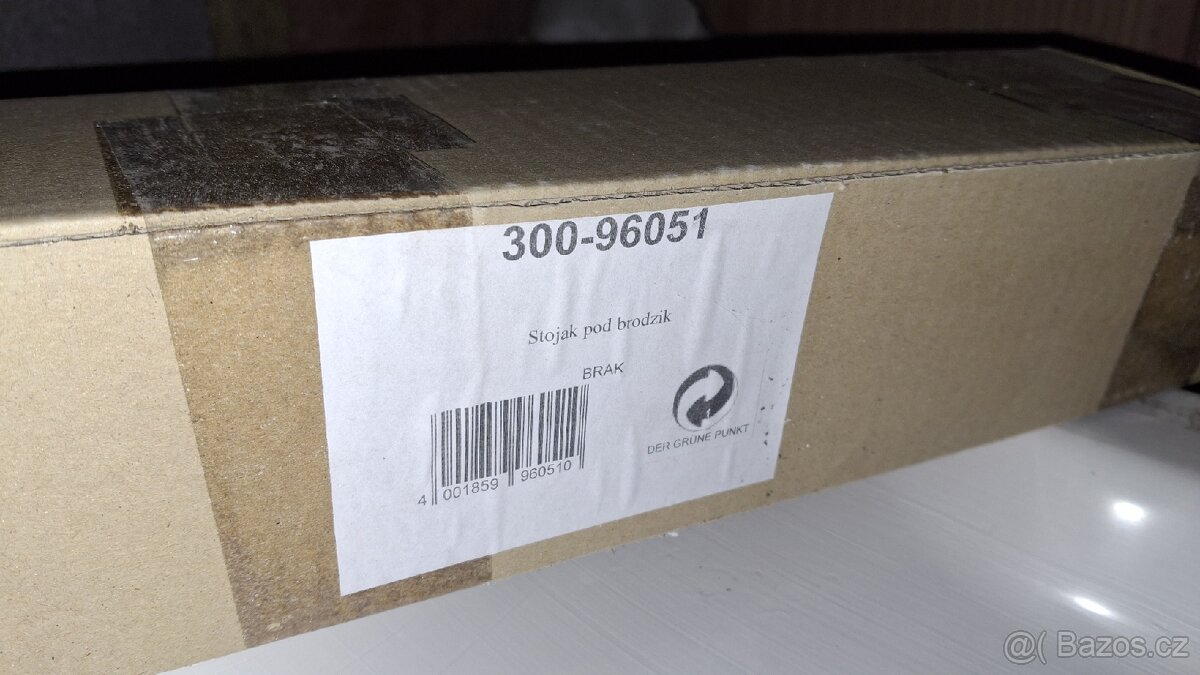 300-96051
Stojak pod brodzik
BRAK
DER GRÜNE PUNKT
4 001859 960510
@( Bazos.cz